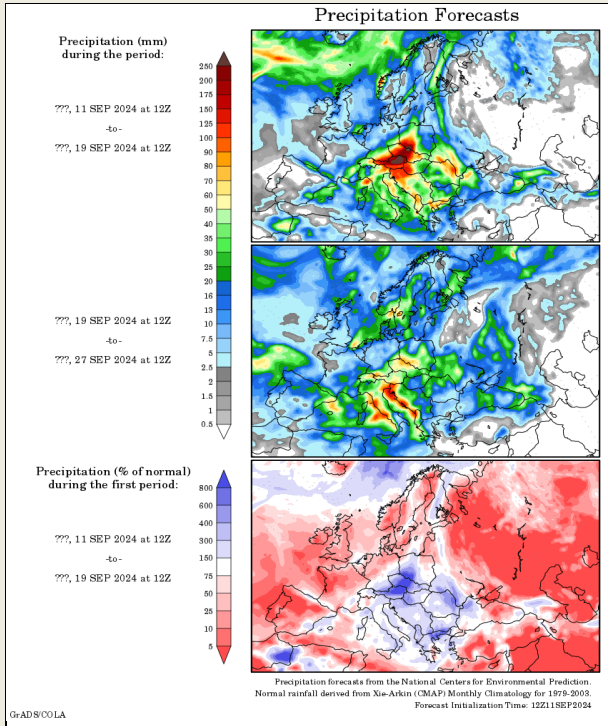 Precipitation Forecasts
Precipitation (mm)
during the period:
???, 11 SEP 2024 at 12Z
-to-
???, 19 SEP 2024 at 12Z
250
200
175
150
125
100
90
80
70
60
50
45
40
35
30
25
20
16
13
10
7.5
5
2.5
2
1.5
1
0.5
???, 19 SEP 2024 at 12Z
-to-
???, 27 SEP 2024 at 12Z
Precipitation (% of normal)
during the first period:
???, 11 SEP 2024 at 12Z
-to-
???, 19 SEP 2024 at 12Z
800
600
400
300
150
75
50
25
10
5
Precipitation forecasts from the National Centers for Environmental Prediction.
Normal rainfall derived from Xie-Arkin (CMAP) Monthly Climatology for 1979-2003.
Forecast Initialization Time: 12Z11SEP2024
GrADS/COLA